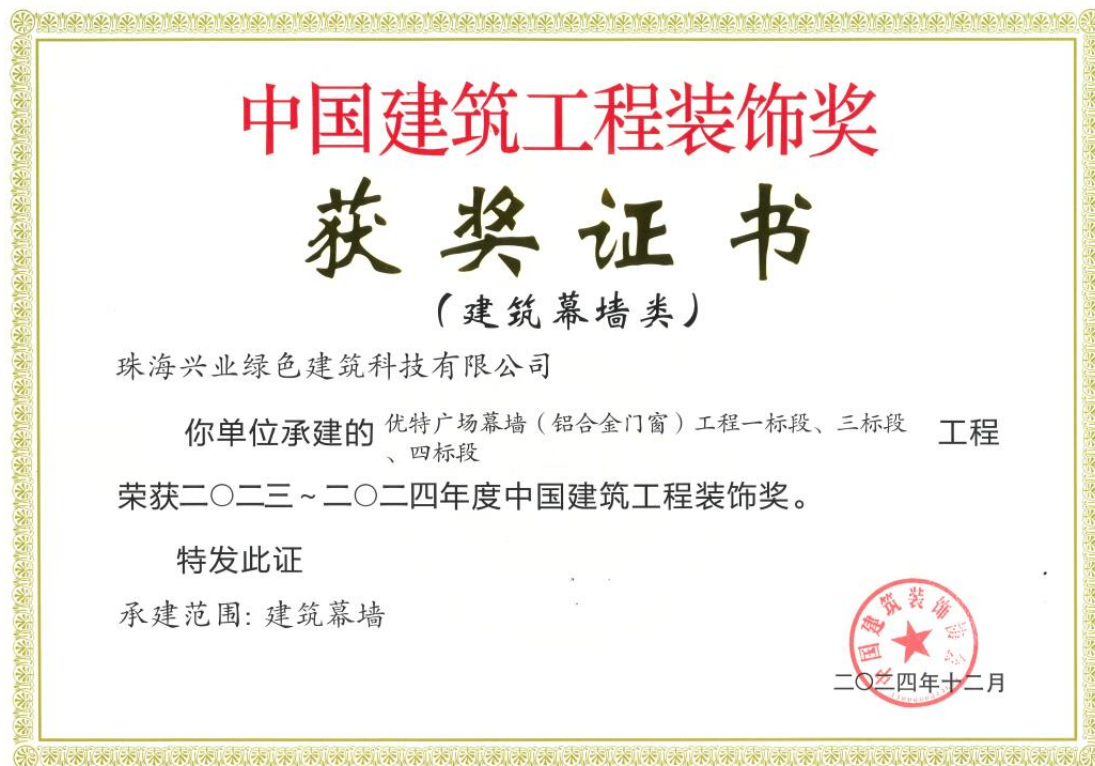 中国建筑工程装饰奖
获奖证书
(建筑幕墙类)
珠海兴业绿色建筑科技有限公司
你单位承建的 优特广场幕墙(铝合金门窗)工程一标段、三标段
、四标段 工程
荣获二〇二三~二〇二四年度中国建筑工程装饰奖。
特发此证
承建范围: 建筑幕墙
中国建筑装饰协会
二〇二四年十二月